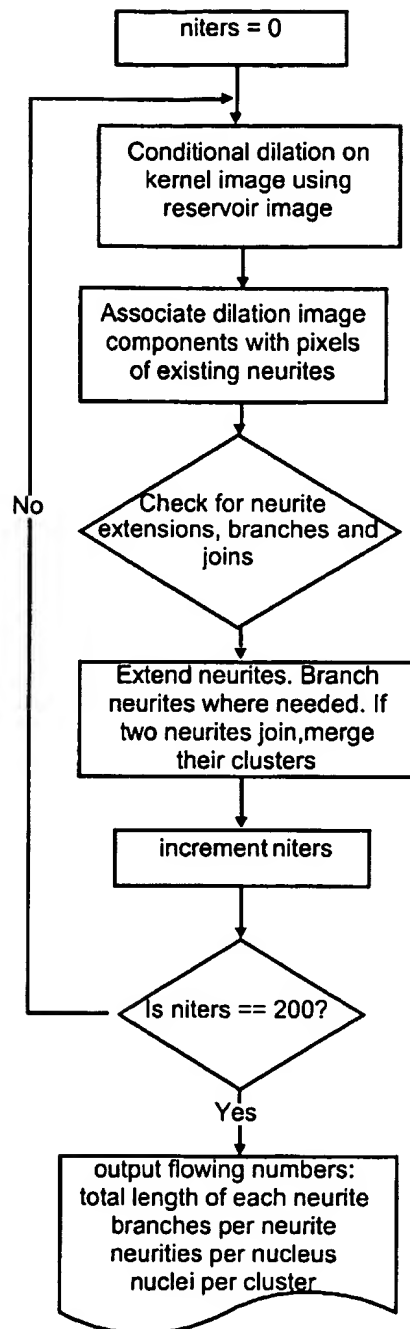 niters = 0
Conditional dilation on
kernel image using
reservoir image
Associate dilation image
components with pixels
of existing neurites
No
Check for neurite
extensions, branches and
joins
Extend neurites. Branch
neurites where needed. If
two neurites join,merge
their clusters
increment niters
Is niters == 200?
Yes
output flowing numbers:
total length of each neurite
branches per neurite
neurities per nucleus
nuclei per cluster